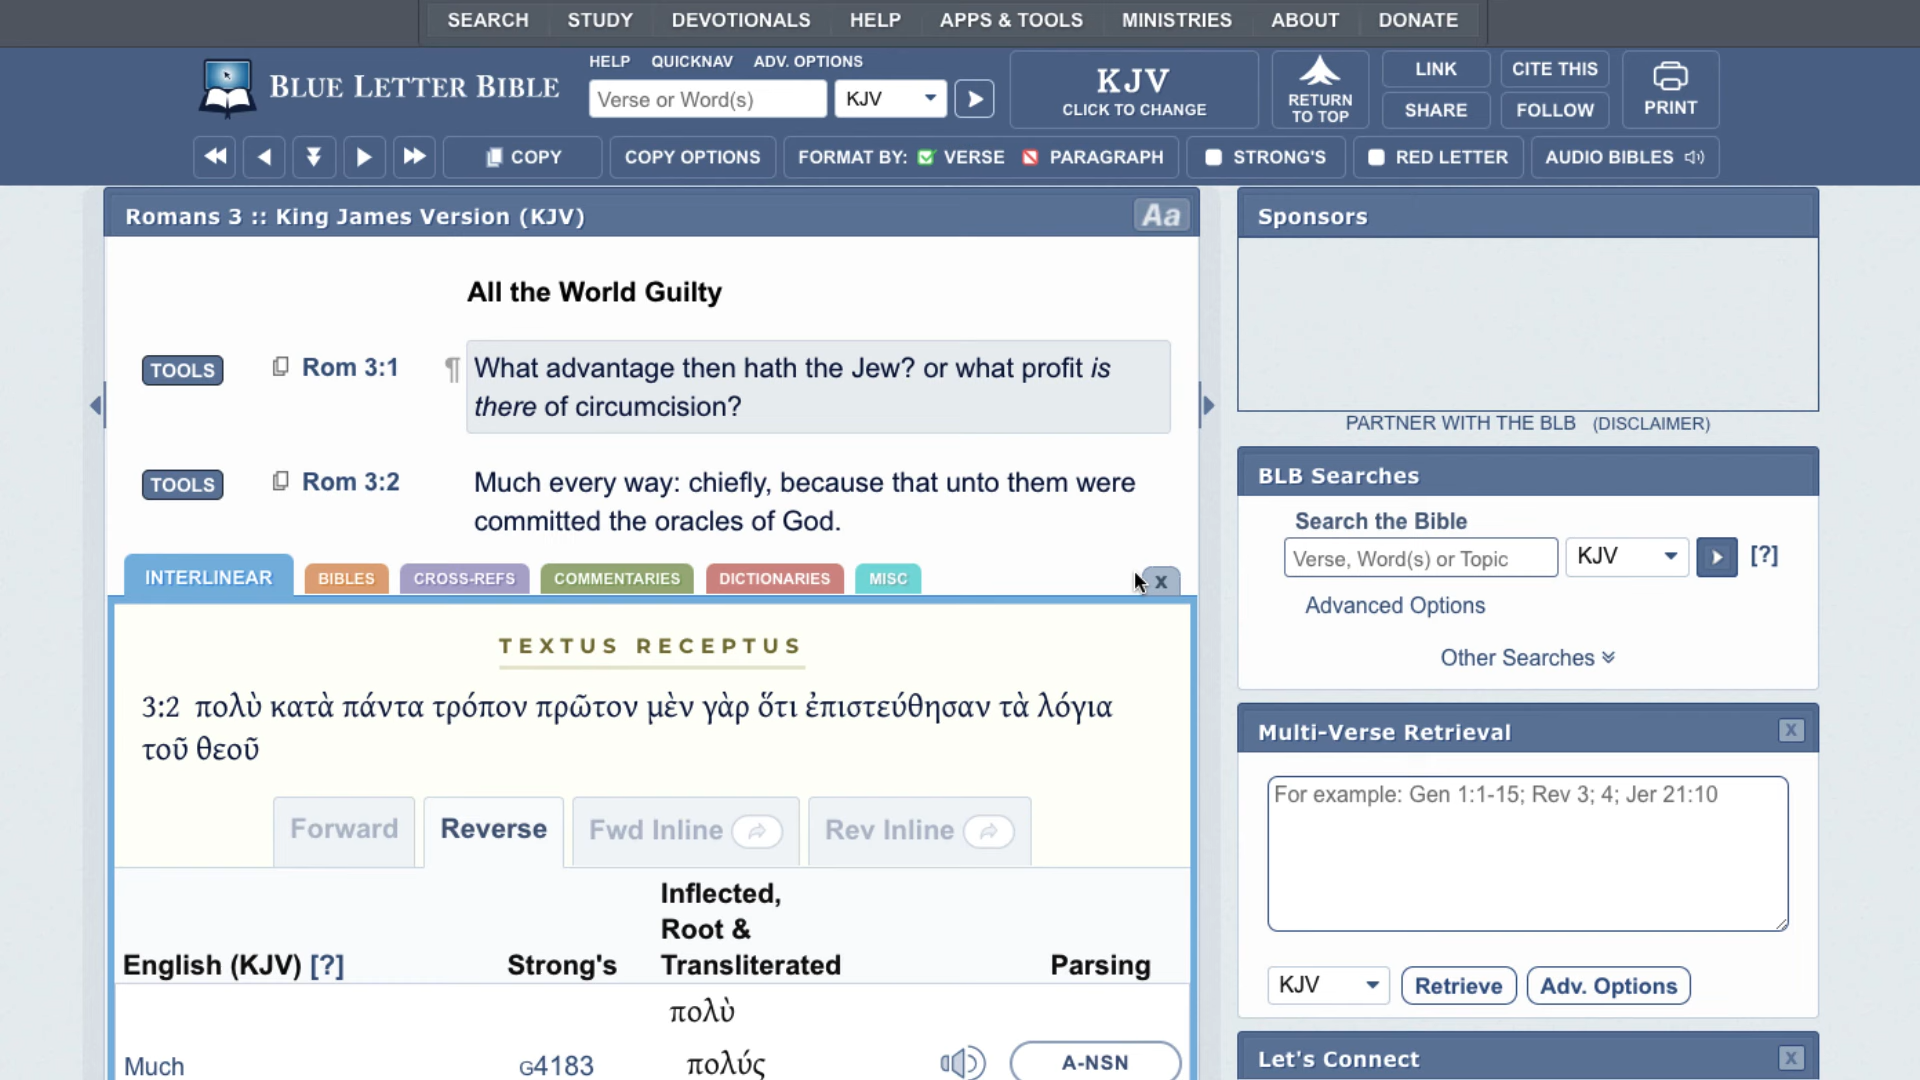 SEARCH STUDY DEVOTIONALS HELP APPS & TOOLS MINISTRIES ABOUT DONATE
BLUE LETTER BIBLE
HELP QUICKNAV ADV. OPTIONS
Verse or Word(s) KJV
KJV
CLICK TO CHANGE
RETURN
TO TOP
LINK CITE THIS
SHARE FOLLOW
PRINT
COPY COPY OPTIONS FORMAT BY: VERSE PARAGRAPH STRONG'S RED LETTER AUDIO BIBLES
Romans 3 :: King James Version (KJV) Aa
All the World Guilty
TOOLS Rom 3:1 ¶ What advantage then hath the Jew? or what profit is
there of circumcision?
TOOLS Rom 3:2 Much every way: chiefly, because that unto them were
committed the oracles of God.
INTERLINEAR BIBLES CROSS-REFS COMMENTARIES DICTIONARIES MISC x
TEXTUS RECEPTUS
3:2 πολὺ κατὰ πάντα τρόπον πρῶτον μὲν γὰρ ὅτι ἐπιστεύθησαν τὰ λόγια
τοῦ θεοῦ
Forward Reverse Fwd Inline Rev Inline
Inflected,
Root &
English (KJV) [?] Strong's Transliterated Parsing
πολὺ
Much G4183 πολύς A-NSN
Sponsors
PARTNER WITH THE BLB (DISCLAIMER)
BLB Searches
Search the Bible
Verse, Word(s) or Topic KJV [?]
Advanced Options
Other Searches
Multi-Verse Retrieval X
For example: Gen 1:1-15; Rev 3; 4; Jer 21:10
KJV Retrieve Adv. Options
Let's Connect X